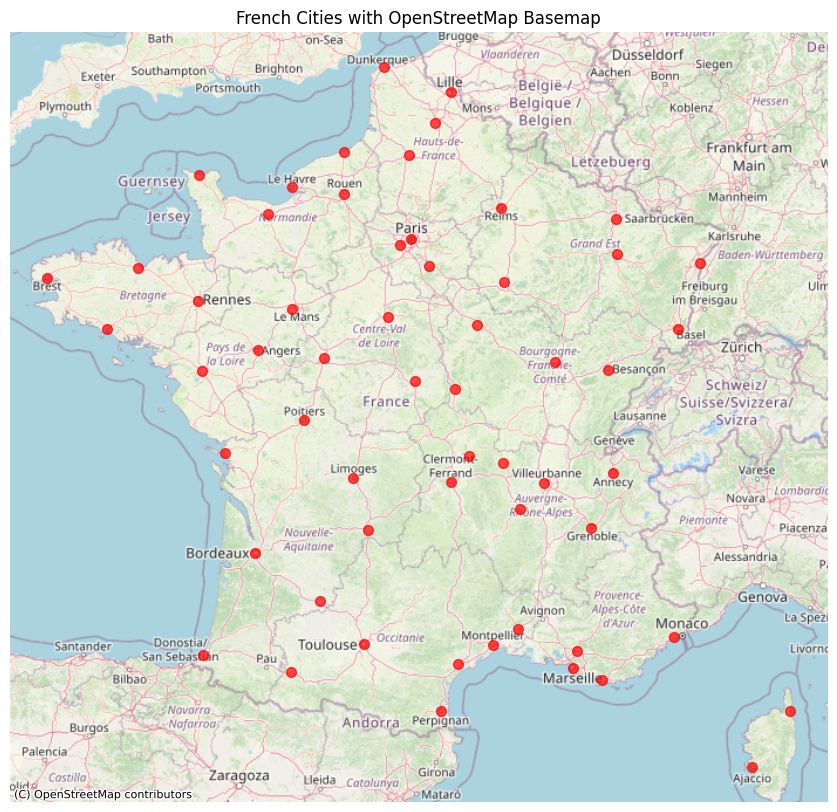 French Cities with OpenStreetMap Basemap
Bath
on-Sea
Dunkerque
Brugge
Vlaanderen
Düsseldorf
Siegen
Exeter
Southampton
Brighton
Portsmouth
Aachen
Bonn
Plymouth
Lille
Mons
België /
Belgique /
Belgien
Koblenz
Hessen
Hauts-de-
France
Frankfurt am
Main
Lëtzebuerg
Guernsey
Le Havre
Rouen
Mannheim
Jersey
Normandie
Paris
Reims
Saarbrücken
Karlsruhe
Grand Est
Baden-Württemberg
Brest
Bretagne
Rennes
Freiburg
im Breisgau
Ulm
Le Mans
Centre-Val
de Loire
Basel
Zürich
Pays de
la Loire
Angers
Bourgogne-
Franche-
Comté
Besançon
France
Schweiz/
Suisse/Svizzera/
Svizra
Poitiers
Lausanne
Genève
Limoges
Clermont-
Ferrand
Villeurbanne
Annecy
Varese
Novara
Lombardia
Auvergne-
Rhône-Alpes
Piemonte
Piacenza
Nouvelle-
Aquitaine
Grenoble
Bordeaux
Alessandria
Genova
Provence-
Alpes-Côte
d'Azur
Avignon
Monaco
La Spezi
Santander
Donostia/
San Sebastián
Pau
Toulouse
Occitanie
Montpellier
Livorno
Bilbao
Marseille
Navarra
Nafarroa
Andorra
Perpignan
Burgos
Palencia
Castilla
Zaragoza
Lleida
Catalunya
Girona
Mataró
Ajaccio
(C) OpenStreetMap contributors